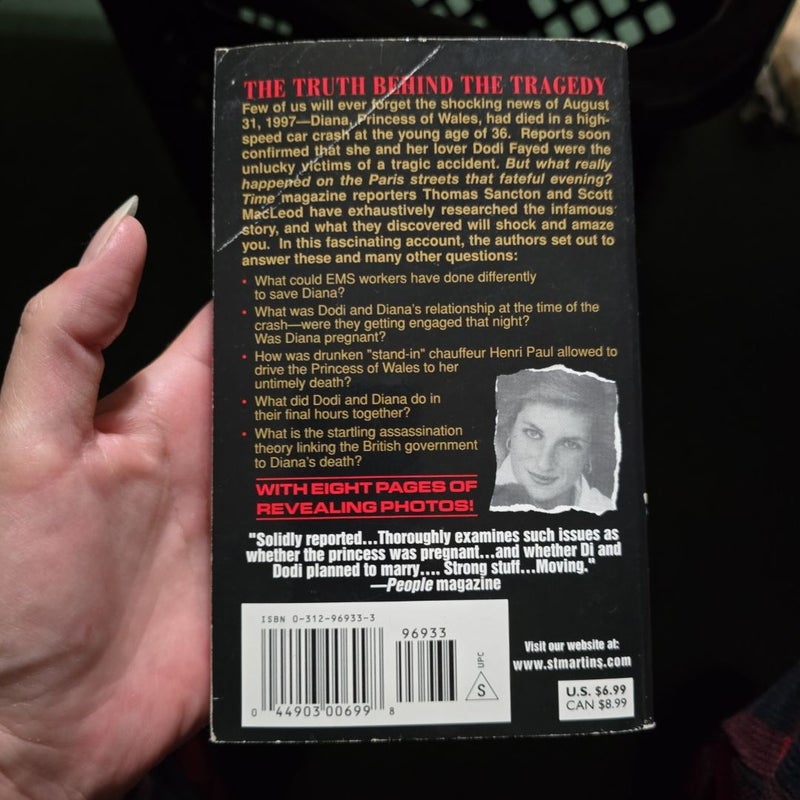 THE TRUTH BEHIND THE TRAGEDY
Few of us will ever forget the shocking news of August
31, 1997—Diana, Princess of Wales, had died in a high-
speed car crash at the young age of 36. Reports soon
confirmed that she and her lover Dodi Fayed were the
unlucky victims of a tragic accident. But what really
happened on the Paris streets that fateful evening?
Time magazine reporters Thomas Sancton and Scott
MacLeod have exhaustively researched the infamous
story, and what they discovered will shock and amaze
you. In this fascinating account, the authors set out to
answer these and many other questions:
• What could EMS workers have done differently
to save Diana?
• What was Dodi and Diana's relationship at the time of the
crash—were they getting engaged that night?
Was Diana pregnant?
• How was drunken "stand-in" chauffeur Henri Paul allowed to
drive the Princess of Wales to her
untimely death?
• What did Dodi and Diana do in
their final hours together?
• What is the startling assassination
theory linking the British government
to Diana's death?
WITH EIGHT PAGES OF
REVEALING PHOTOS!
"Solidly reported...Thoroughly examines such issues as
whether the princess was pregnant...and whether Di and
Dodi planned to marry.... Strong stuff...Moving."
—People magazine
ISBN 0-312-96933-3
96933
UPC
S
0 44903 00699 8
Visit our website at:
www.stmartins.com
U.S. $6.99
CAN $8.99